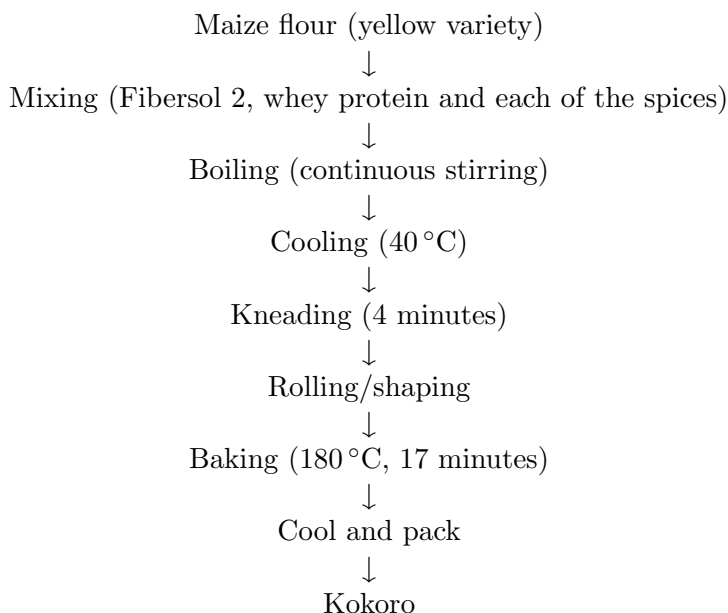 Maize flour (yellow variety)
↓
Mixing (Fibersol 2, whey protein and each of the spices)
↓
Boiling (continuous stirring)
↓
Cooling (40 °C)
↓
Kneading (4 minutes)
↓
Rolling/shaping
↓
Baking (180 °C, 17 minutes)
↓
Cool and pack
↓
Kokoro